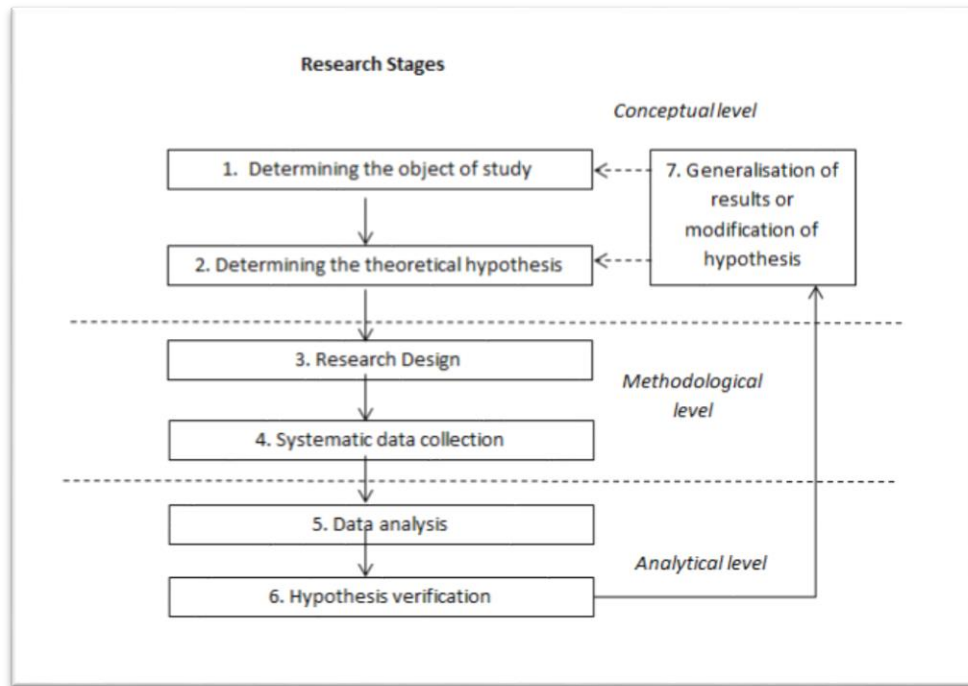 Research Stages
Conceptual level
1. Determining the object of study
7. Generalisation of
results or
modification of
hypothesis
2. Determining the theoretical hypothesis
3. Research Design
Methodological
level
4. Systematic data collection
5. Data analysis
Analytical level
6. Hypothesis verification